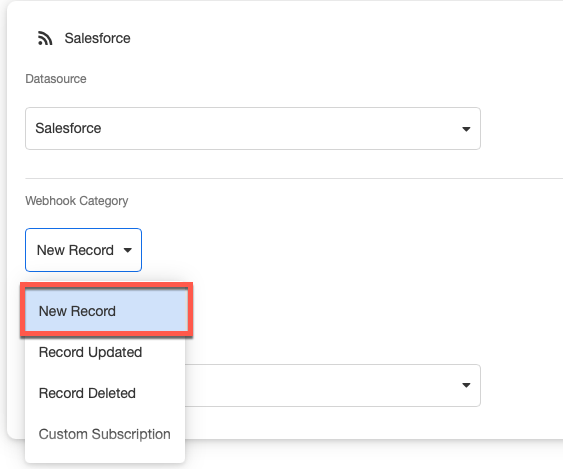 Salesforce
Datasource
Salesforce
Webhook Category
New Record
New Record
Record Updated
Record Deleted
Custom Subscription